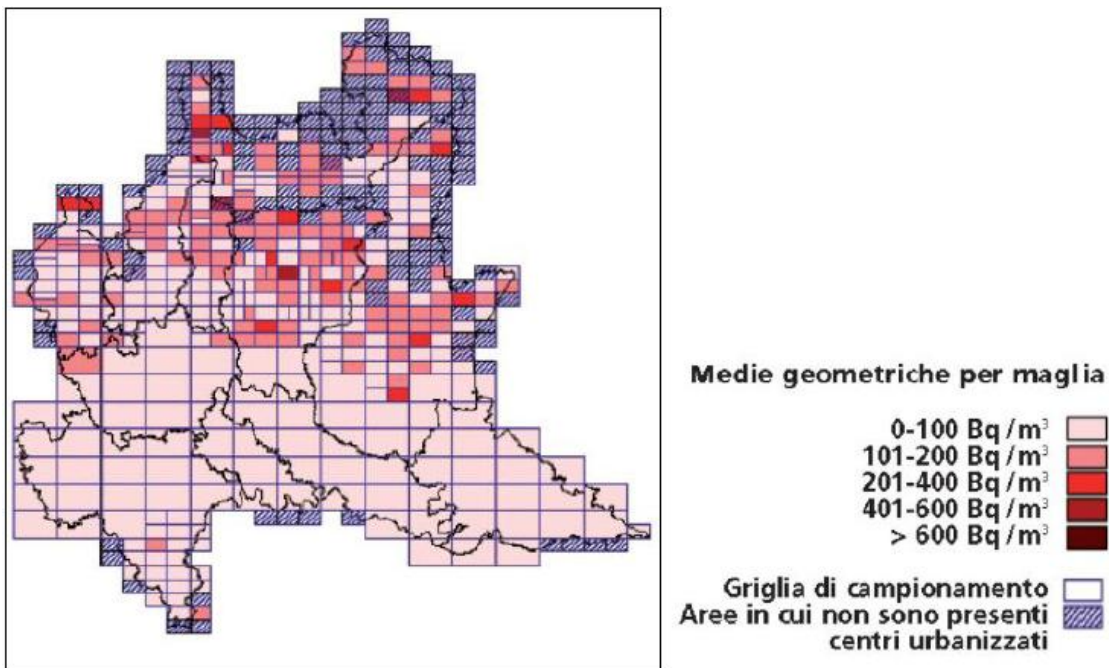 Medie geometriche per maglia
0-100 Bq/m³
101-200 Bq/m³
201-400 Bq/m³
401-600 Bq/m³
> 600 Bq/m³
Griglia di campionamento
Aree in cui non sono presenti
centri urbanizzati